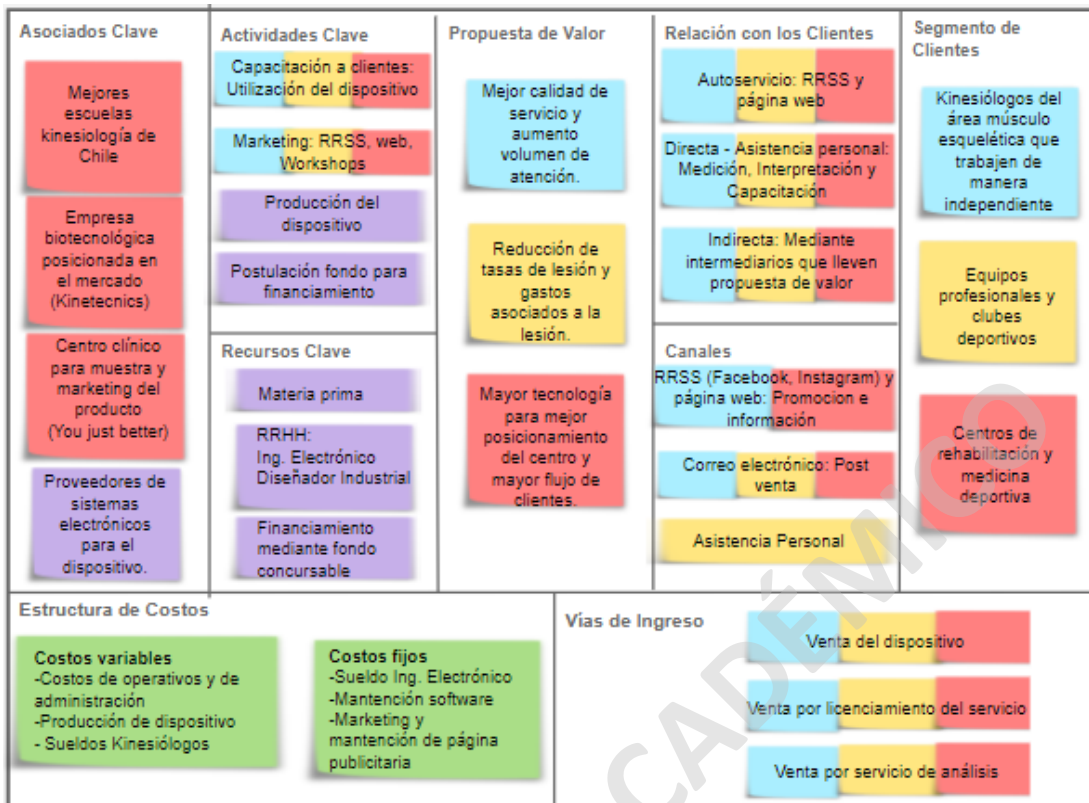 Asociados Clave
Mejores
escuelas
kinesiología de
Chile
Empresa
biotecnológica
posicionada en
el mercado
(Kinetecnics)
Centro clínico
para muestra y
marketing del
producto
(You just better)
Proveedores de
sistemas
electrónicos
para el
dispositivo.
Actividades Clave
Capacitación a clientes:
Utilización del dispositivo
Marketing: RRSS, web,
Workshops
Producción del
dispositivo
Postulación fondo para
financiamiento
Recursos Clave
Materia prima
RRHH:
Ing. Electrónico
Diseñador Industrial
Financiamiento
mediante fondo
concursable
Propuesta de Valor
Mejor calidad de
servicio y
aumento
volumen de
atención.
Reducción de
tasas de lesión y
gastos
asociados a la
lesión.
Mayor tecnología
para mejor
posicionamiento
del centro y
mayor flujo de
clientes.
Relación con los Clientes
Autoservicio: RRSS y
página web
Directa - Asistencia personal:
Medición, Interpretación y
Capacitación
Indirecta: Mediante
intermediarios que lleven
propuesta de valor
Canales
RRSS (Facebook, Instagram) y
página web: Promocion e
información
Correo electrónico: Post
venta
Asistencia Personal
Segmento de
Clientes
Kinesiólogos del
área músculo
esquelética que
trabajen de
manera
independiente
Equipos
profesionales y
clubes
deportivos
Centros de
rehabilitación y
medicina
deportiva
Estructura de Costos
Costos variables
-Costos de operativos y de
administración
-Producción de dispositivo
- Sueldos Kinesiólogos
Costos fijos
-Sueldo Ing. Electrónico
-Mantención software
-Marketing y
mantención de página
publicitaria
Vías de Ingreso
Venta del dispositivo
Venta por licenciamiento del servicio
Venta por servicio de análisis
CADÉMICO